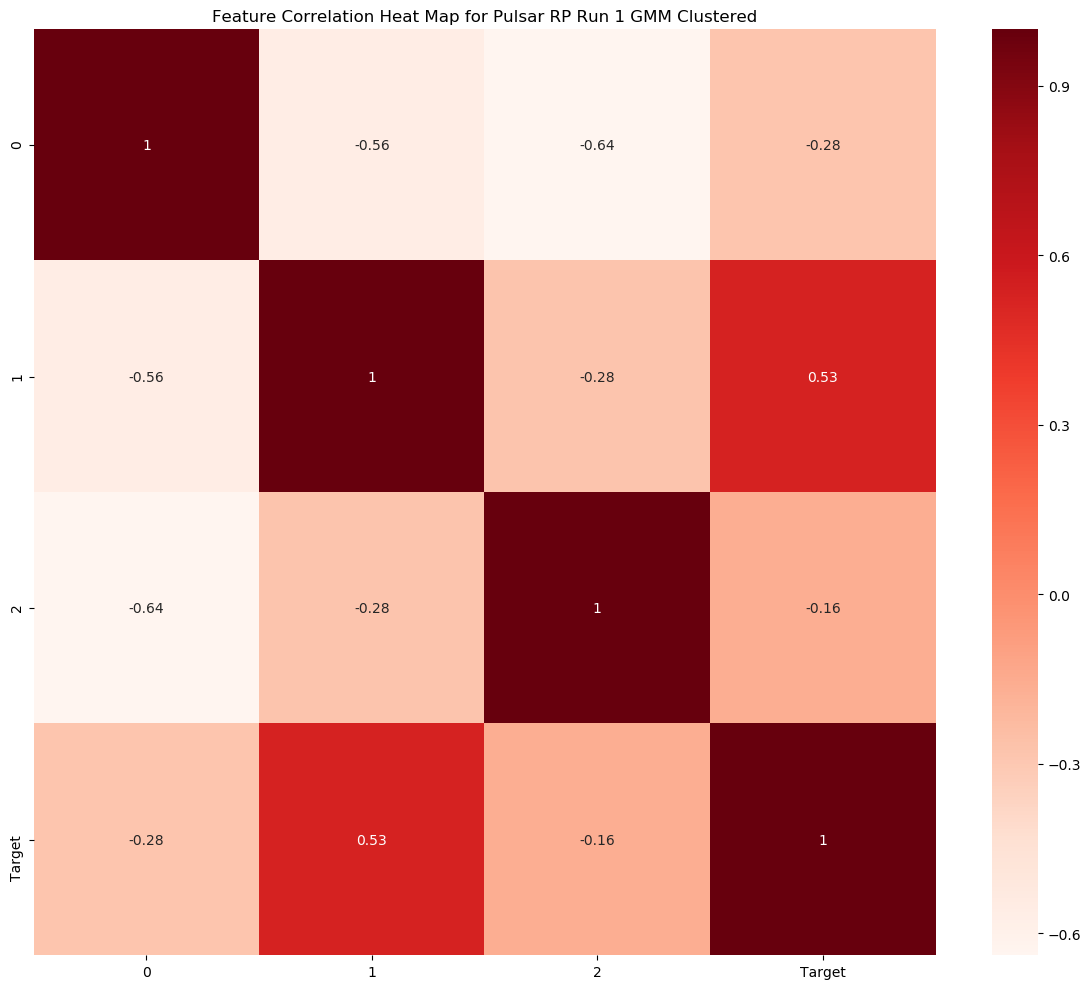 Feature Correlation Heat Map for Pulsar RP Run 1 GMM Clustered
0 1 -0.56 -0.64 -0.28
1 -0.56 1 -0.28 0.53
2 -0.64 -0.28 1 -0.16
Target -0.28 0.53 -0.16 1
0 1 2 Target
0.9
0.6
0.3
0.0
−0.3
−0.6